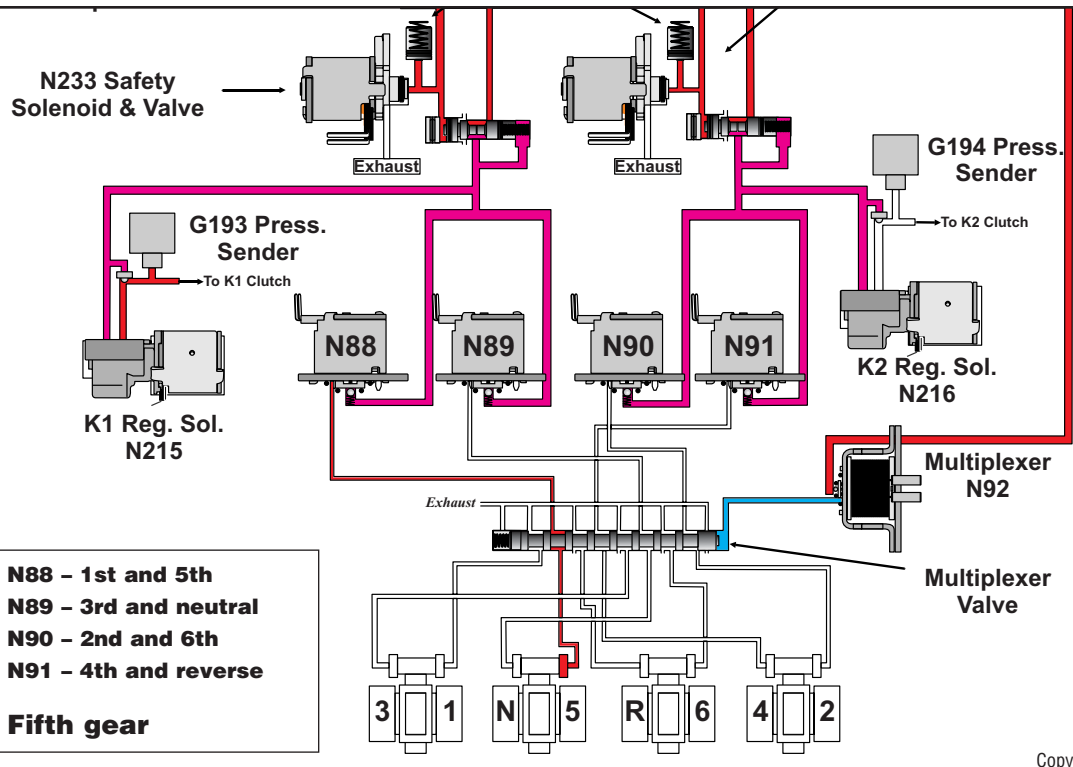 N233 Safety
Solenoid & Valve
Exhaust
Exhaust
G194 Press.
Sender
To K2 Clutch
G193 Press.
Sender
To K1 Clutch
N88
N89
N90
N91
K2 Reg. Sol.
N216
K1 Reg. Sol.
N215
Multiplexer
N92
Exhaust
Multiplexer
Valve
N88 – 1st and 5th
N89 – 3rd and neutral
N90 – 2nd and 6th
N91 – 4th and reverse
Fifth gear
3 1 N 5 R 6 4 2
Copy